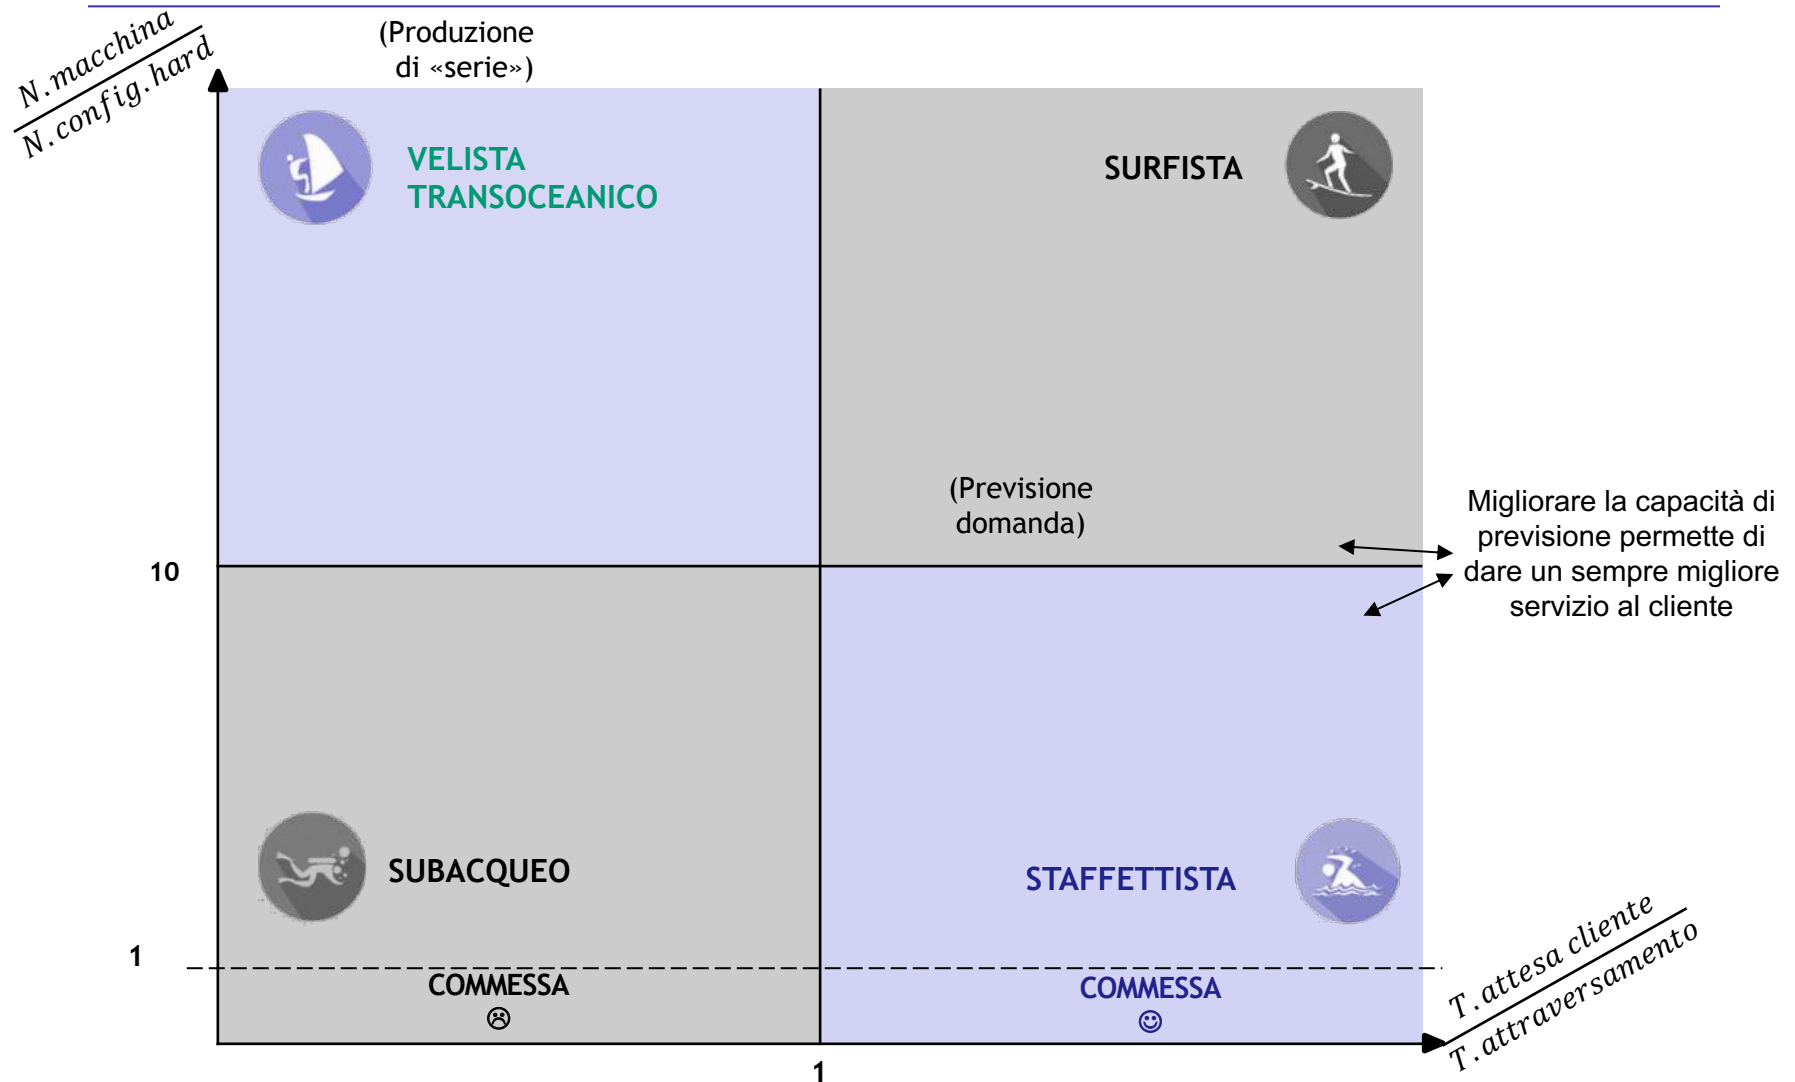 N.macchina
N.config.hard
(Produzione
di «serie»)
VELISTA
TRANSOCEANICO
SURFISTA
(Previsione
domanda)
Migliorare la capacità di
previsione permette di
dare un sempre migliore
servizio al cliente
10
SUBACQUEO
STAFFETTISTA
1
COMMESSA
☹
COMMESSA
☺
T.attesa cliente
T.attraversamento
1